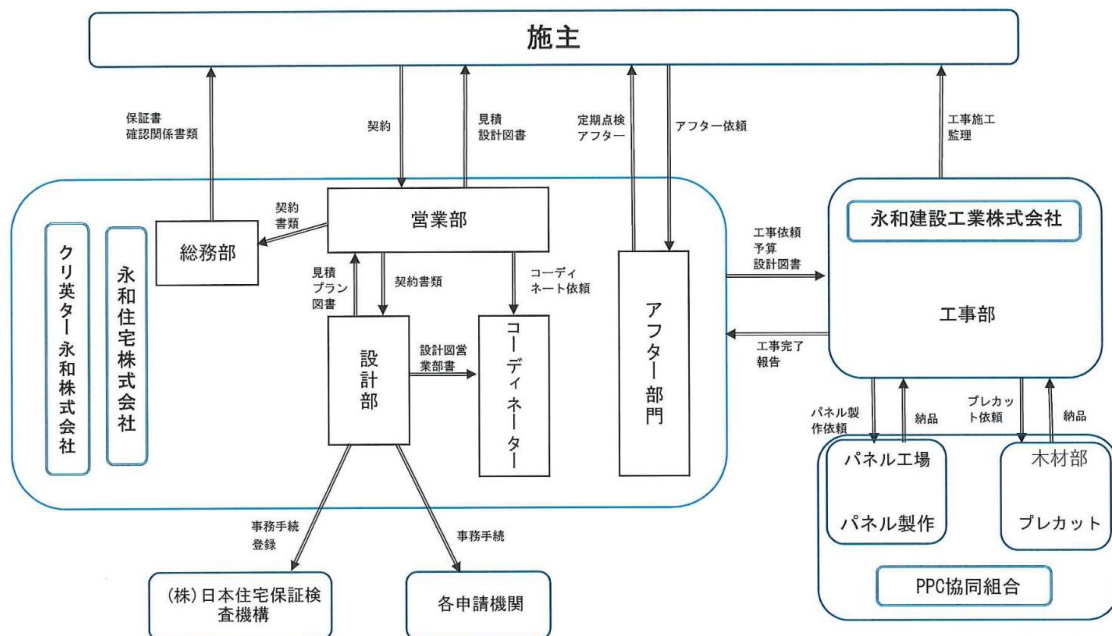 施主
保証書
確認関係書類
契約
見積
設計図書
定期点検
アフター
アフター依頼
工事施工
監理
クリ英ター永和株式会社
永和住宅株式会社
総務部
契約
書類
営業部
見積
プラン
図書
契約書類
コーディ
ネート依頼
設計部
設計図営
業部書
コーディネーター
アフター部門
工事依頼
予算
設計図書
工事完了
報告
永和建設工業株式会社
工事部
パネル製
作依頼
納品
プレカッ
ト依頼
納品
パネル工場
パネル製作
木材部
プレカット
PPC協同組合
事務手続
登録
事務手続
(株)日本住宅保証検
査機構
各申請機関